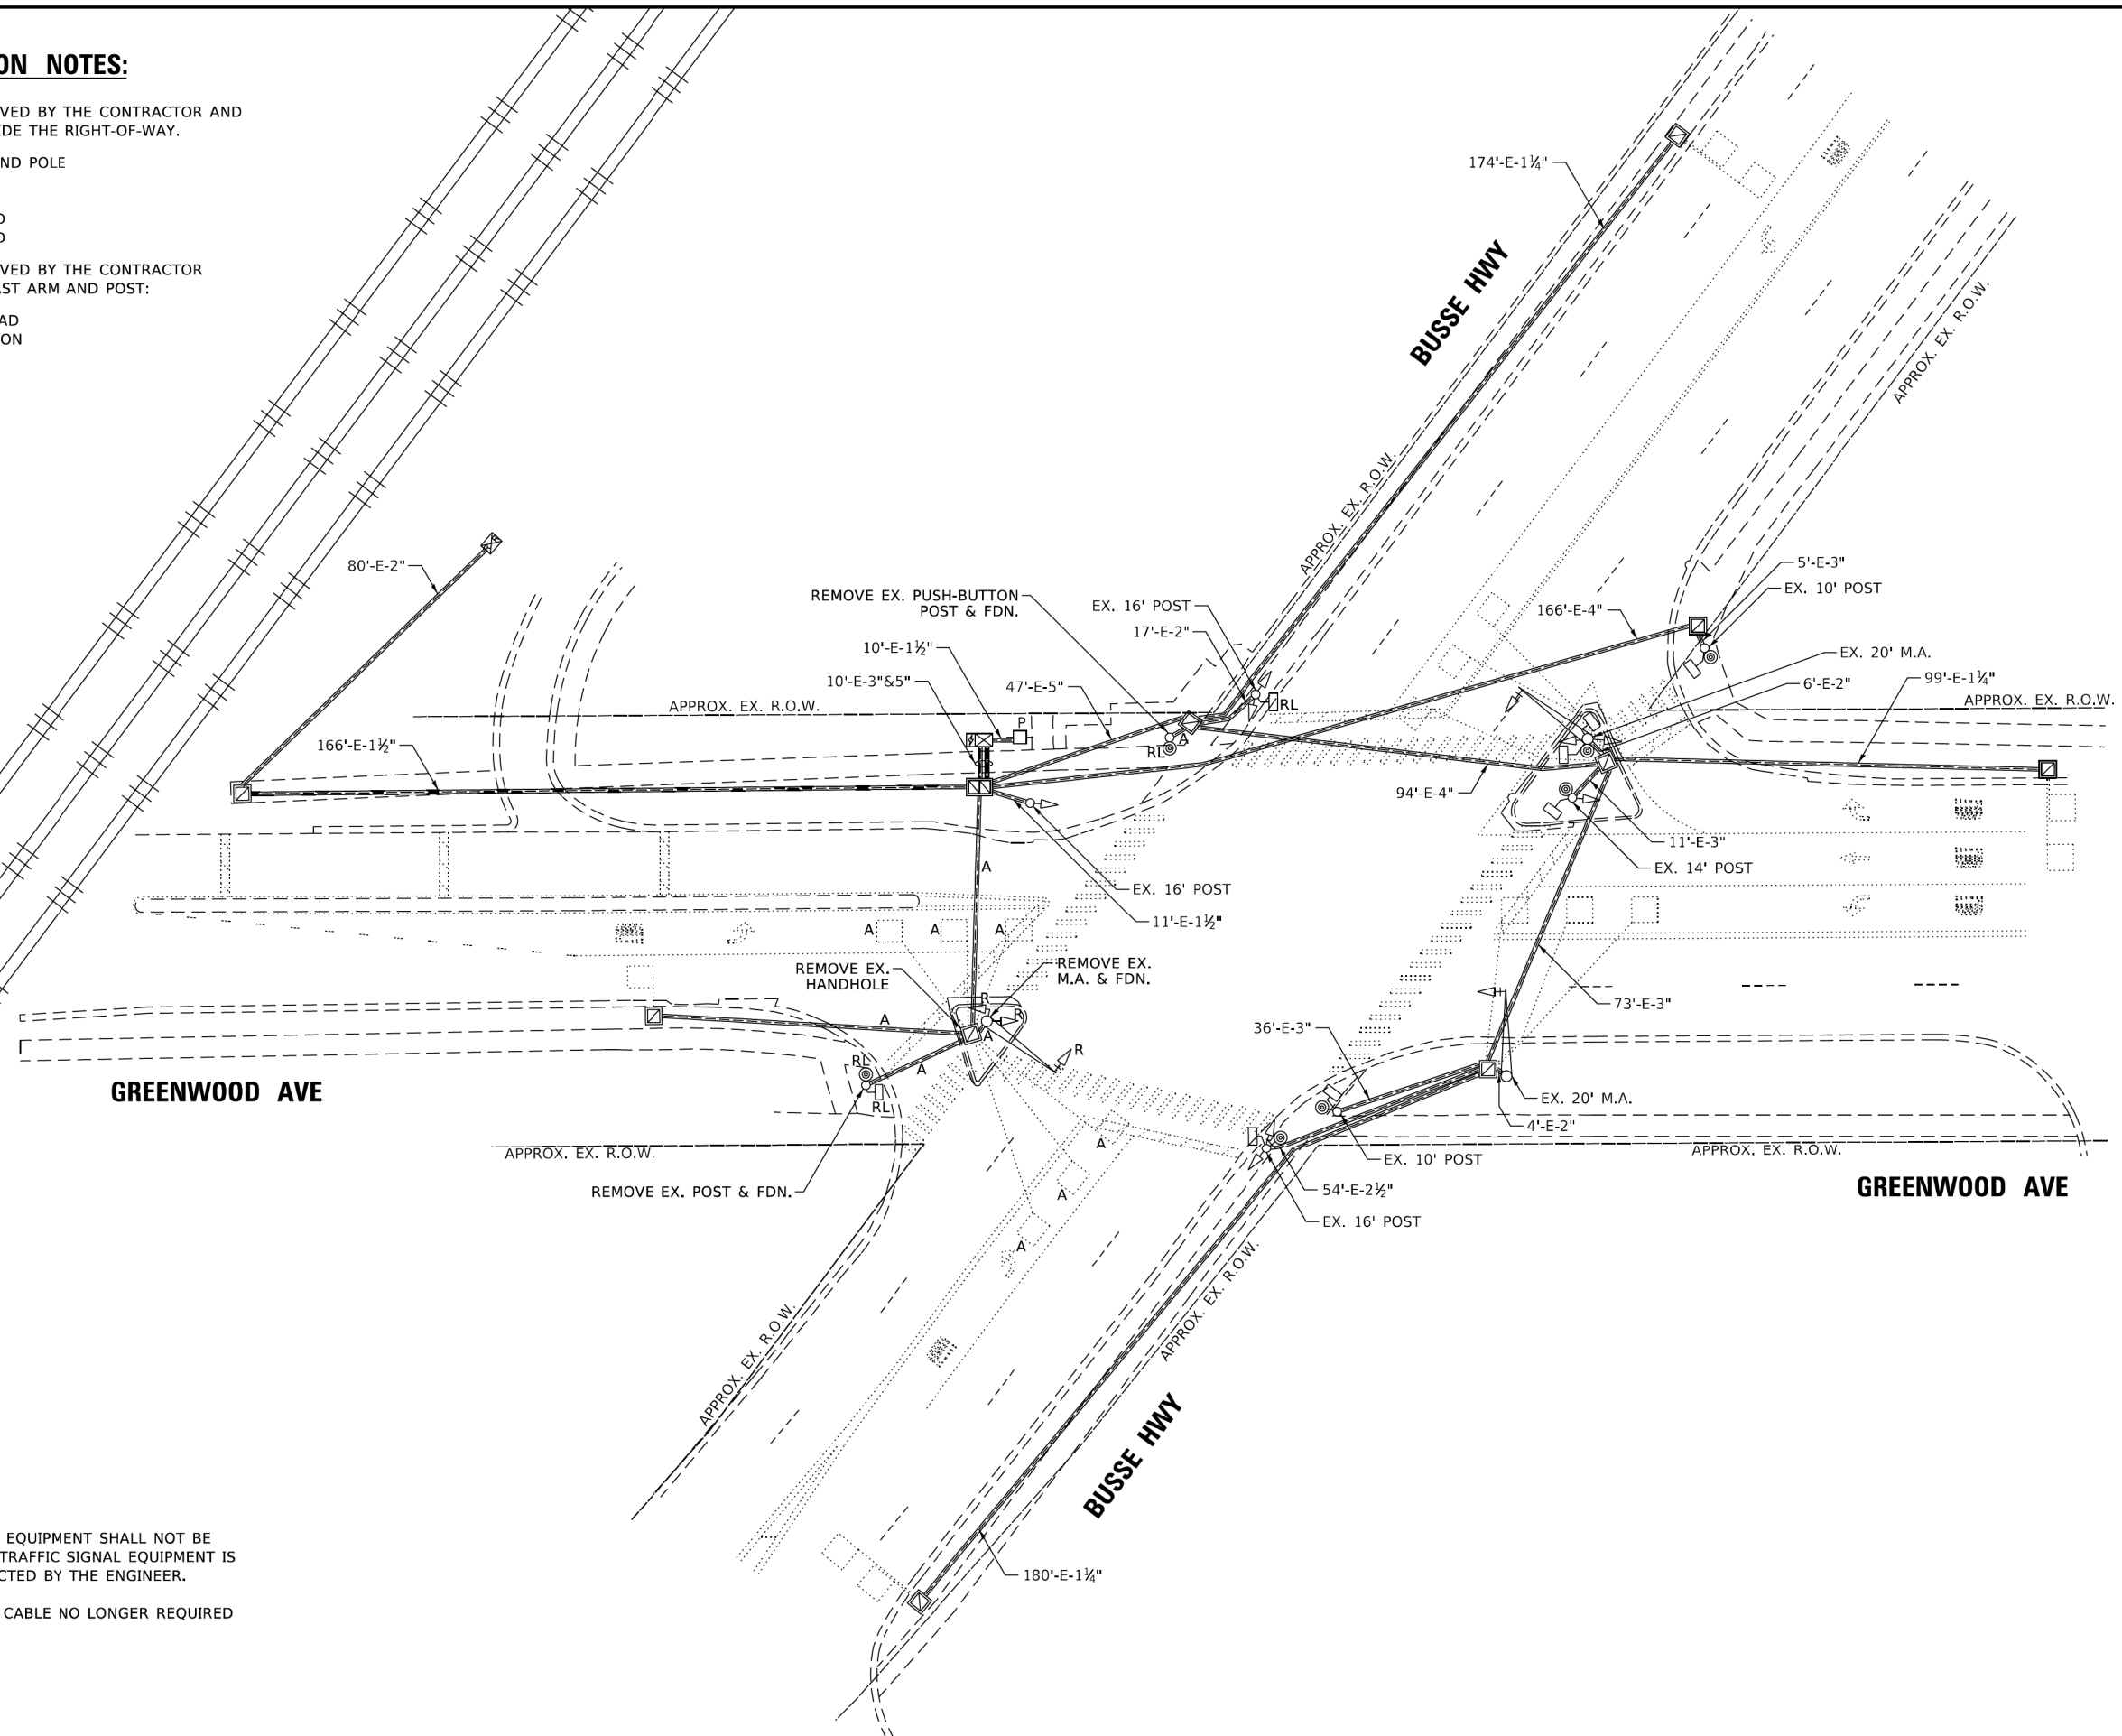 ON NOTES:
VED BY THE CONTRACTOR AND
IDE THE RIGHT-OF-WAY.
ND POLE
D
D
VED BY THE CONTRACTOR
AST ARM AND POST:
AD
ON
174'-E-1¼"
BUSSE HWY
APPROX. EX. R.O.W.
APPROX. EX. R.O.W.
80'-E-2"
REMOVE EX. PUSH-BUTTON
POST & FDN.
EX. 16' POST
17'-E-2"
10'-E-1½"
10'-E-3"&5"
47'-E-5"
166'-E-4"
5'-E-3"
EX. 10' POST
EX. 20' M.A.
6'-E-2"
99'-E-1¼"
APPROX. EX. R.O.W.
APPROX. EX. R.O.W.
P
RL
A
RL
166'-E-1½"
94'-E-4"
11'-E-3"
EX. 14' POST
A
EX. 16' POST
11'-E-1½"
A
A
A
REMOVE EX.
HANDHOLE
REMOVE EX.
M.A. & FDN.
R
R
A
A
R
73'-E-3"
36'-E-3"
RL
A
RL
GREENWOOD AVE
EX. 20' M.A.
4'-E-2"
A
APPROX. EX. R.O.W.
EX. 10' POST
APPROX. EX. R.O.W.
REMOVE EX. POST & FDN.
A
54'-E-2½"
GREENWOOD AVE
EX. 16' POST
A
APPROX. EX. R.O.W.
APPROX. EX. R.O.W.
BUSSE HWY
180'-E-1¼"
EQUIPMENT SHALL NOT BE
TRAFFIC SIGNAL EQUIPMENT IS
CTED BY THE ENGINEER.
CABLE NO LONGER REQUIRED